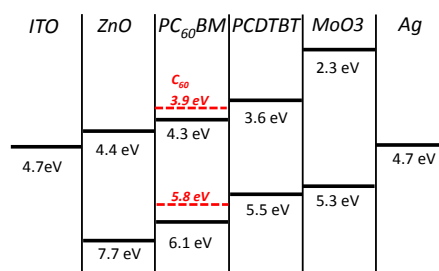 ITO ZnO PC60BM PCDTBT MoO3 Ag
2.3 eV
C60
3.9 eV
3.6 eV
4.3 eV
4.4 eV
4.7eV
4.7 eV
5.8 eV
5.3 eV
5.5 eV
6.1 eV
7.7 eV